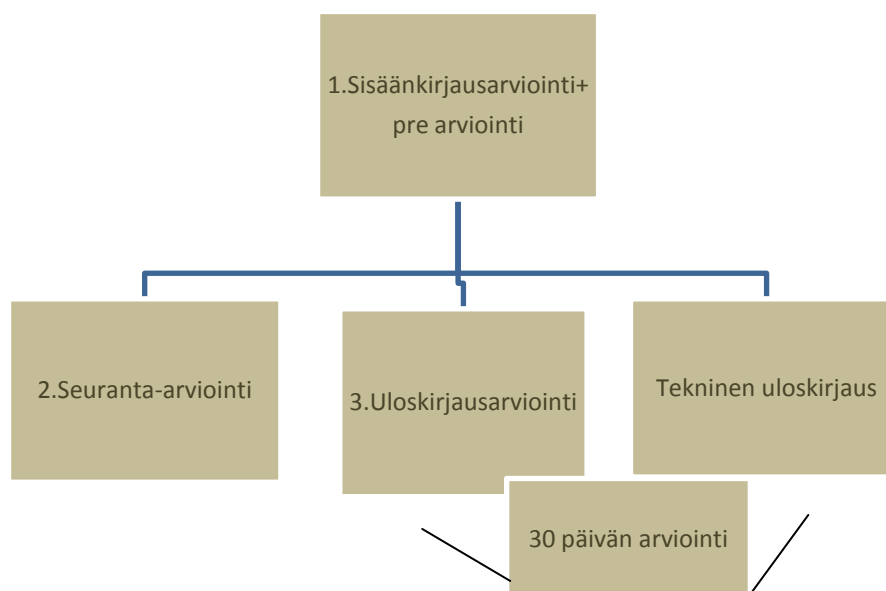 1.Sisäänkirjausarviointi+
pre arviointi
2.Seuranta-arviointi
3.Uloskirjausarviointi
Tekninen uloskirjaus
30 päivän arviointi